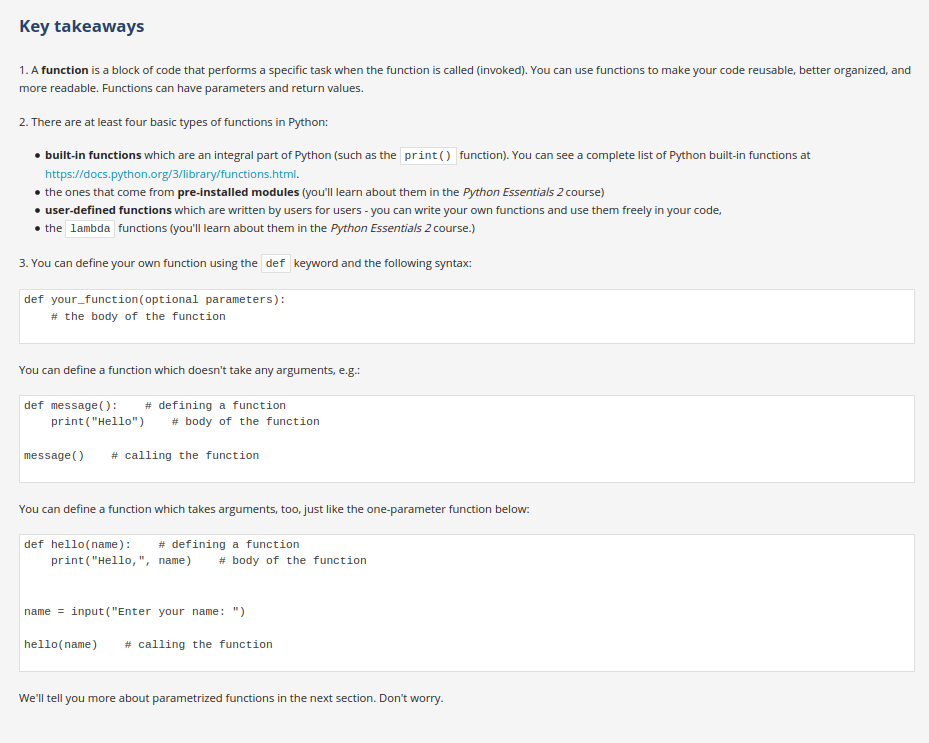 Key takeaways
1. A function is a block of code that performs a specific task when the function is called (invoked). You can use functions to make your code reusable, better organized, and
more readable. Functions can have parameters and return values.
2. There are at least four basic types of functions in Python:
• built-in functions which are an integral part of Python (such as the print() function). You can see a complete list of Python built-in functions at
https://docs.python.org/3/library/functions.html.
• the ones that come from pre-installed modules (you'll learn about them in the Python Essentials 2 course)
• user-defined functions which are written by users for users - you can write your own functions and use them freely in your code,
• the lambda functions (you'll learn about them in the Python Essentials 2 course.)
3. You can define your own function using the def keyword and the following syntax:
def your_function(optional parameters):
    # the body of the function
You can define a function which doesn't take any arguments, e.g.:
def message():    # defining a function
    print("Hello")    # body of the function
message()    # calling the function
You can define a function which takes arguments, too, just like the one-parameter function below:
def hello(name):    # defining a function
    print("Hello,", name)    # body of the function
name = input("Enter your name: ")
hello(name)    # calling the function
We'll tell you more about parametrized functions in the next section. Don't worry.